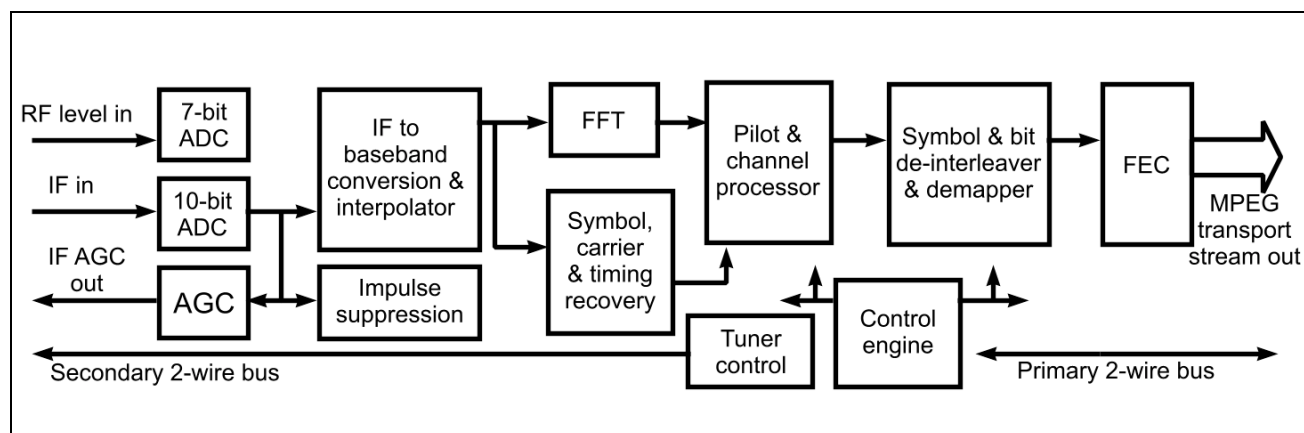 RF level in
7-bit
ADC
IF in
10-bit
ADC
IF AGC
out
AGC
IF to
baseband
conversion &
interpolator
Impulse
suppression
FFT
Symbol,
carrier
& timing
recovery
Pilot &
channel
processor
Symbol & bit
de-interleaver
& demapper
FEC
MPEG
transport
stream out
Tuner
control
Control
engine
Secondary 2-wire bus
Primary 2-wire bus